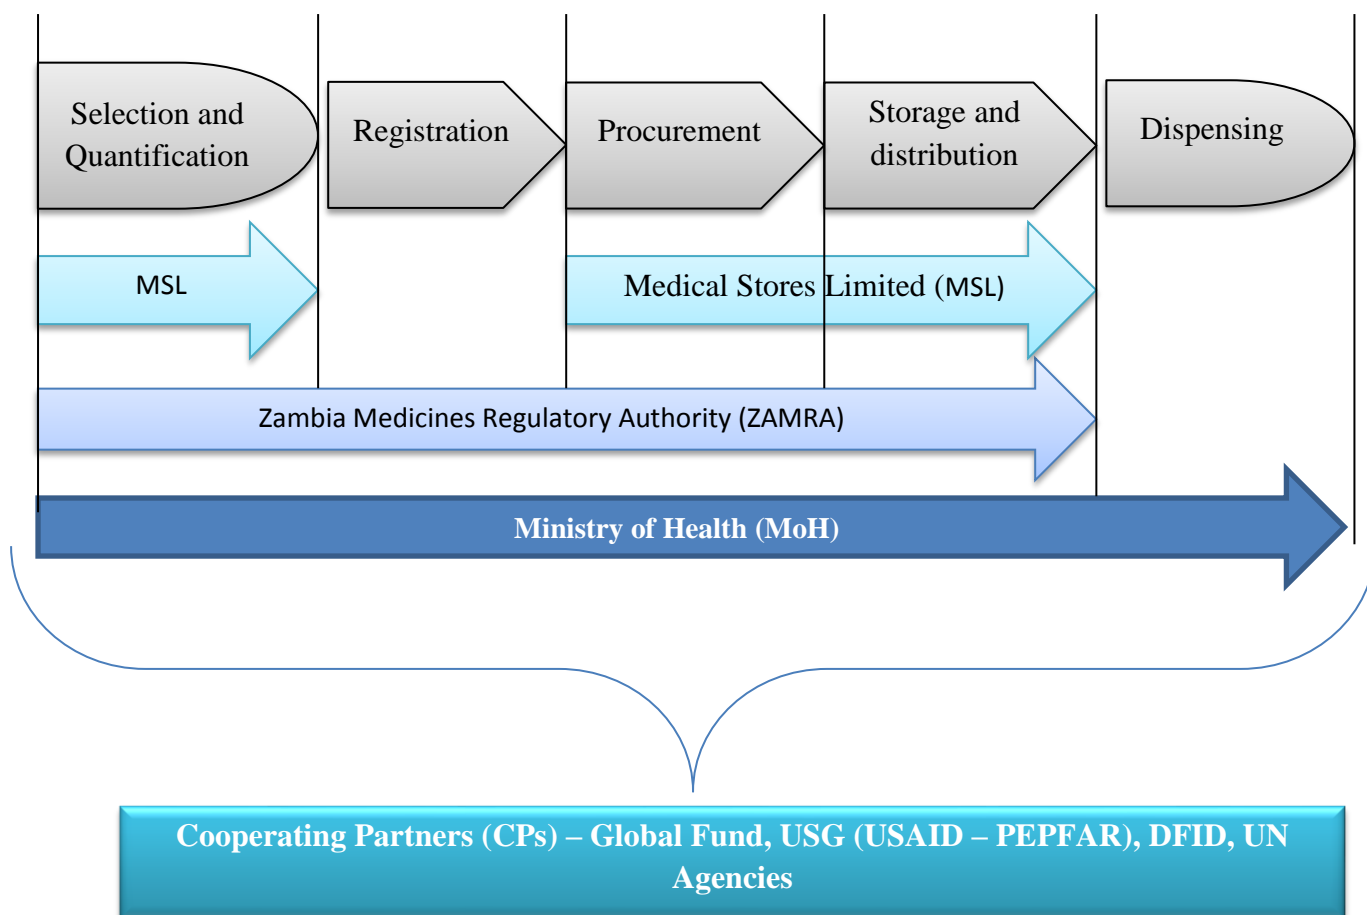 Selection and
Quantification
Registration
Procurement
Storage and
distribution
Dispensing
MSL
Medical Stores Limited (MSL)
Zambia Medicines Regulatory Authority (ZAMRA)
Ministry of Health (MoH)
Cooperating Partners (CPs) – Global Fund, USG (USAID – PEPFAR), DFID, UN
Agencies